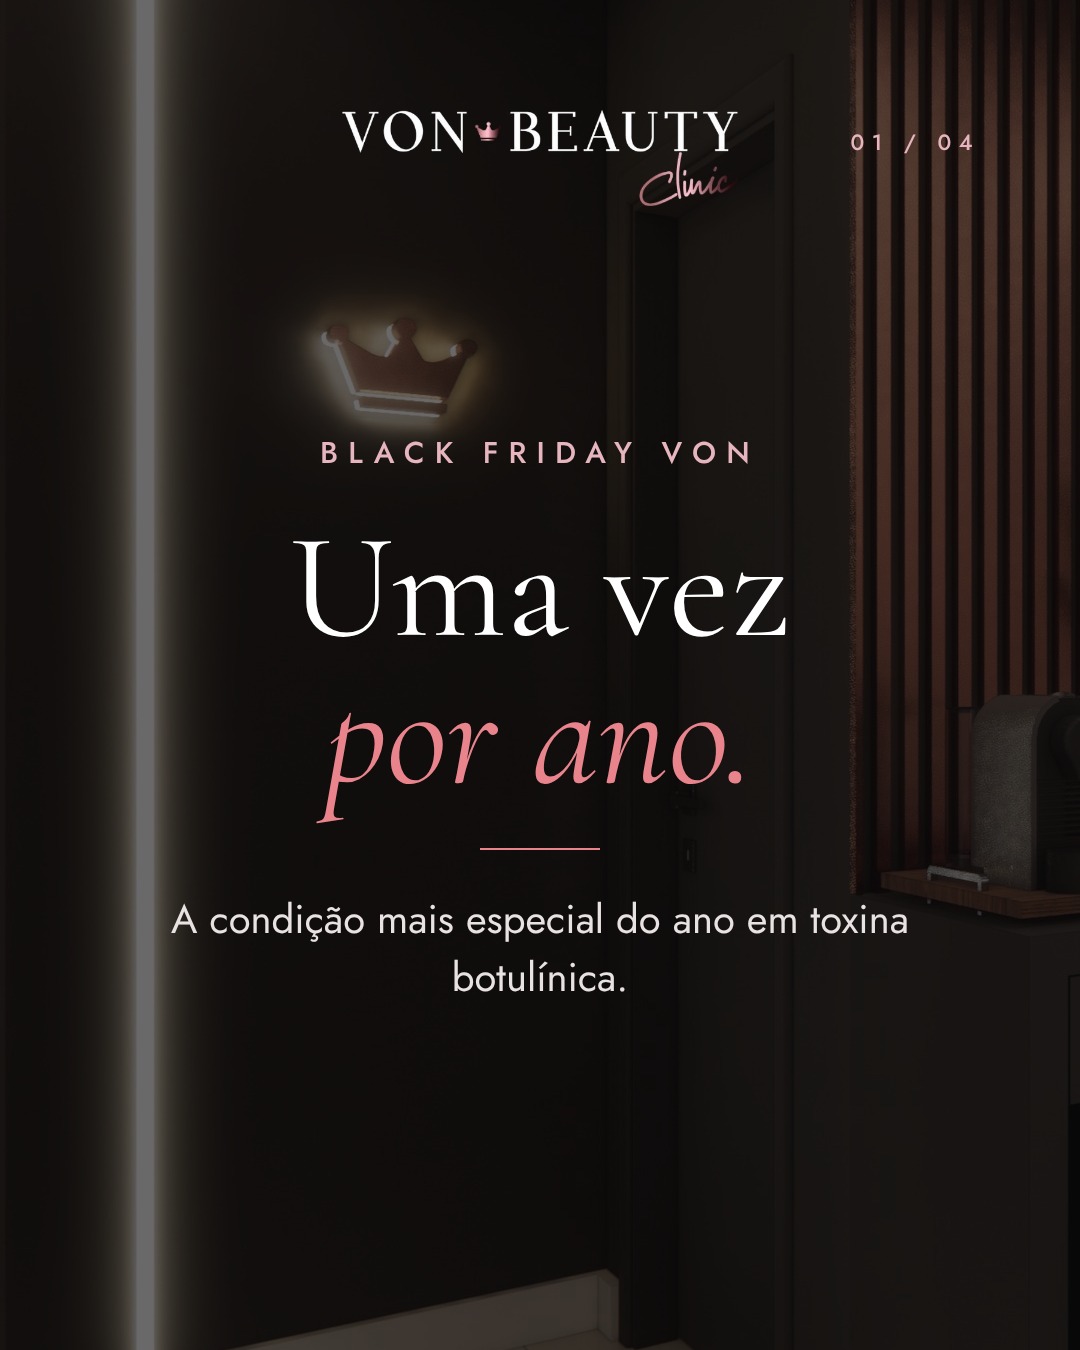 VON BEAUTY
Clinic
01 / 04
BLACK FRIDAY VON
Uma vez
por ano.
A condição mais especial do ano em toxina
botulínica.